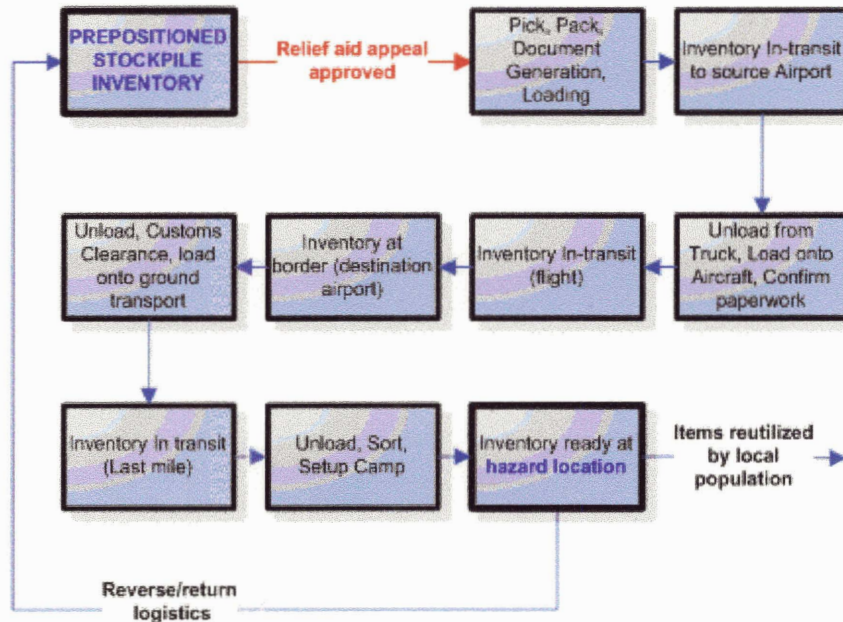 PREPOSITIONED
STOCKPILE
INVENTORY
Relief aid appeal
approved
Pick, Pack,
Document
Generation,
Loading
Inventory In-transit
to source Airport
Unload, Customs
Clearance, load
onto ground
transport
Inventory at
border (destination
airport)
Inventory In-transit
(flight)
Unload from
Truck, Load onto
Aircraft, Confirm
paperwork
Inventory In transit
(Last mile)
Unload, Sort,
Setup Camp
Inventory ready at
hazard location
Items reutilized
by local
population
Reverse/return
logistics